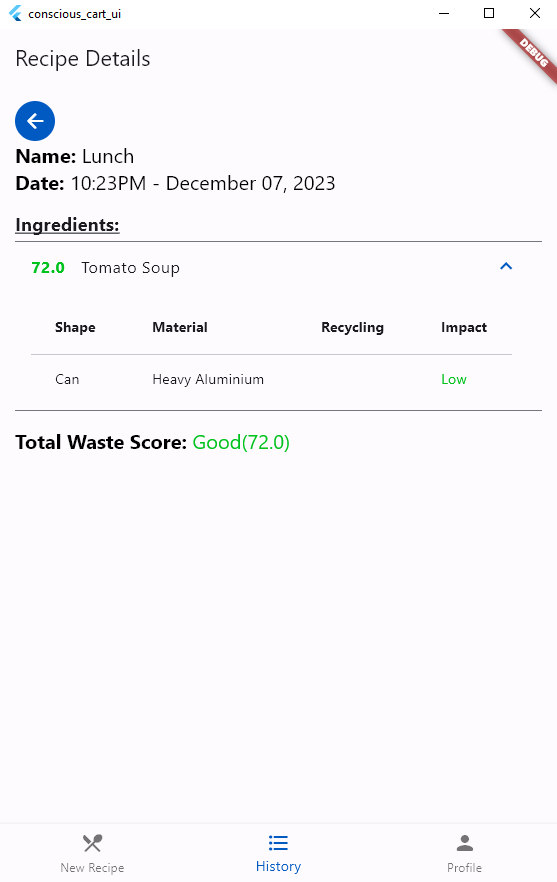 conscious_cart_ui
DEBUG
Recipe Details
Name: Lunch
Date: 10:23PM - December 07, 2023
Ingredients:
72.0 Tomato Soup
Shape Material Recycling Impact
Can Heavy Aluminium Low
Total Waste Score: Good(72.0)
New Recipe History Profile